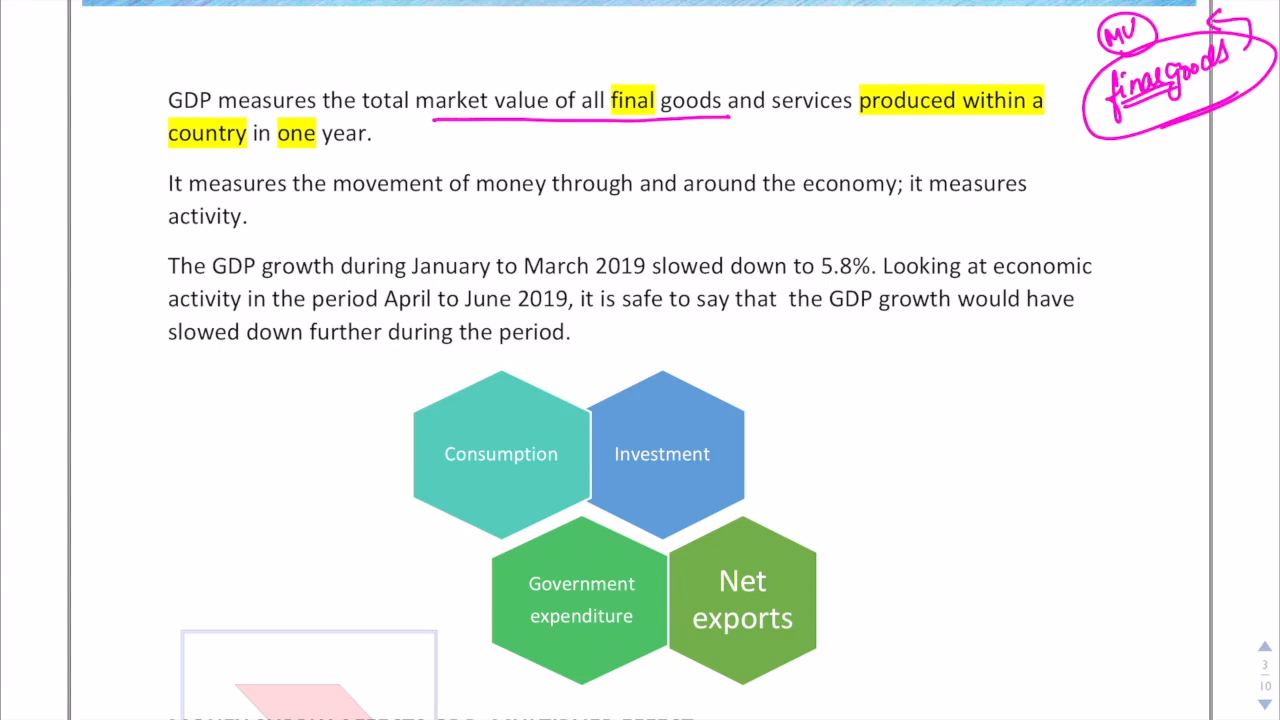 MV
final goods
GDP measures the total market value of all final goods and services produced within a
country in one year.
It measures the movement of money through and around the economy; it measures
activity.
The GDP growth during January to March 2019 slowed down to 5.8%. Looking at economic
activity in the period April to June 2019, it is safe to say that  the GDP growth would have
slowed down further during the period.
Consumption
Investment
Government
expenditure
Net
exports
3
10